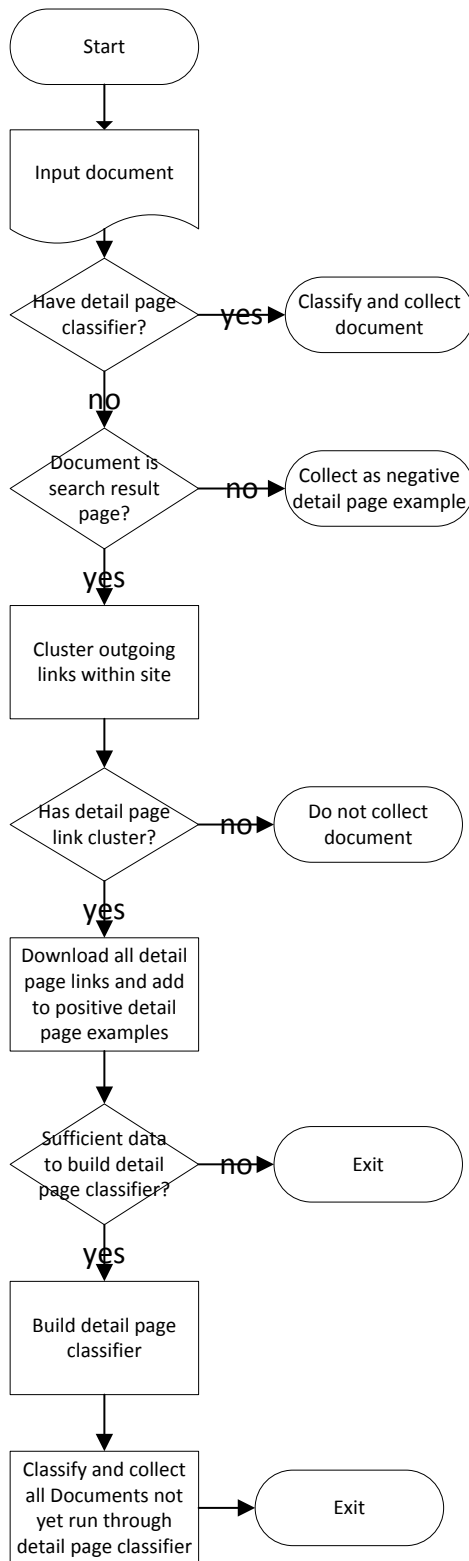 Start
Input document
Have detail page
classifier?
yes
Classify and collect
document
no
Document is
search result
page?
no
Collect as negative
detail page example
yes
Cluster outgoing
links within site
Has detail page
link cluster?
no
Do not collect
document
yes
Download all detail
page links and add
to positive detail
page examples
Sufficient data
to build detail
page classifier?
no
Exit
yes
Build detail page
classifier
Classify and collect
all Documents not
yet run through
detail page classifier
Exit